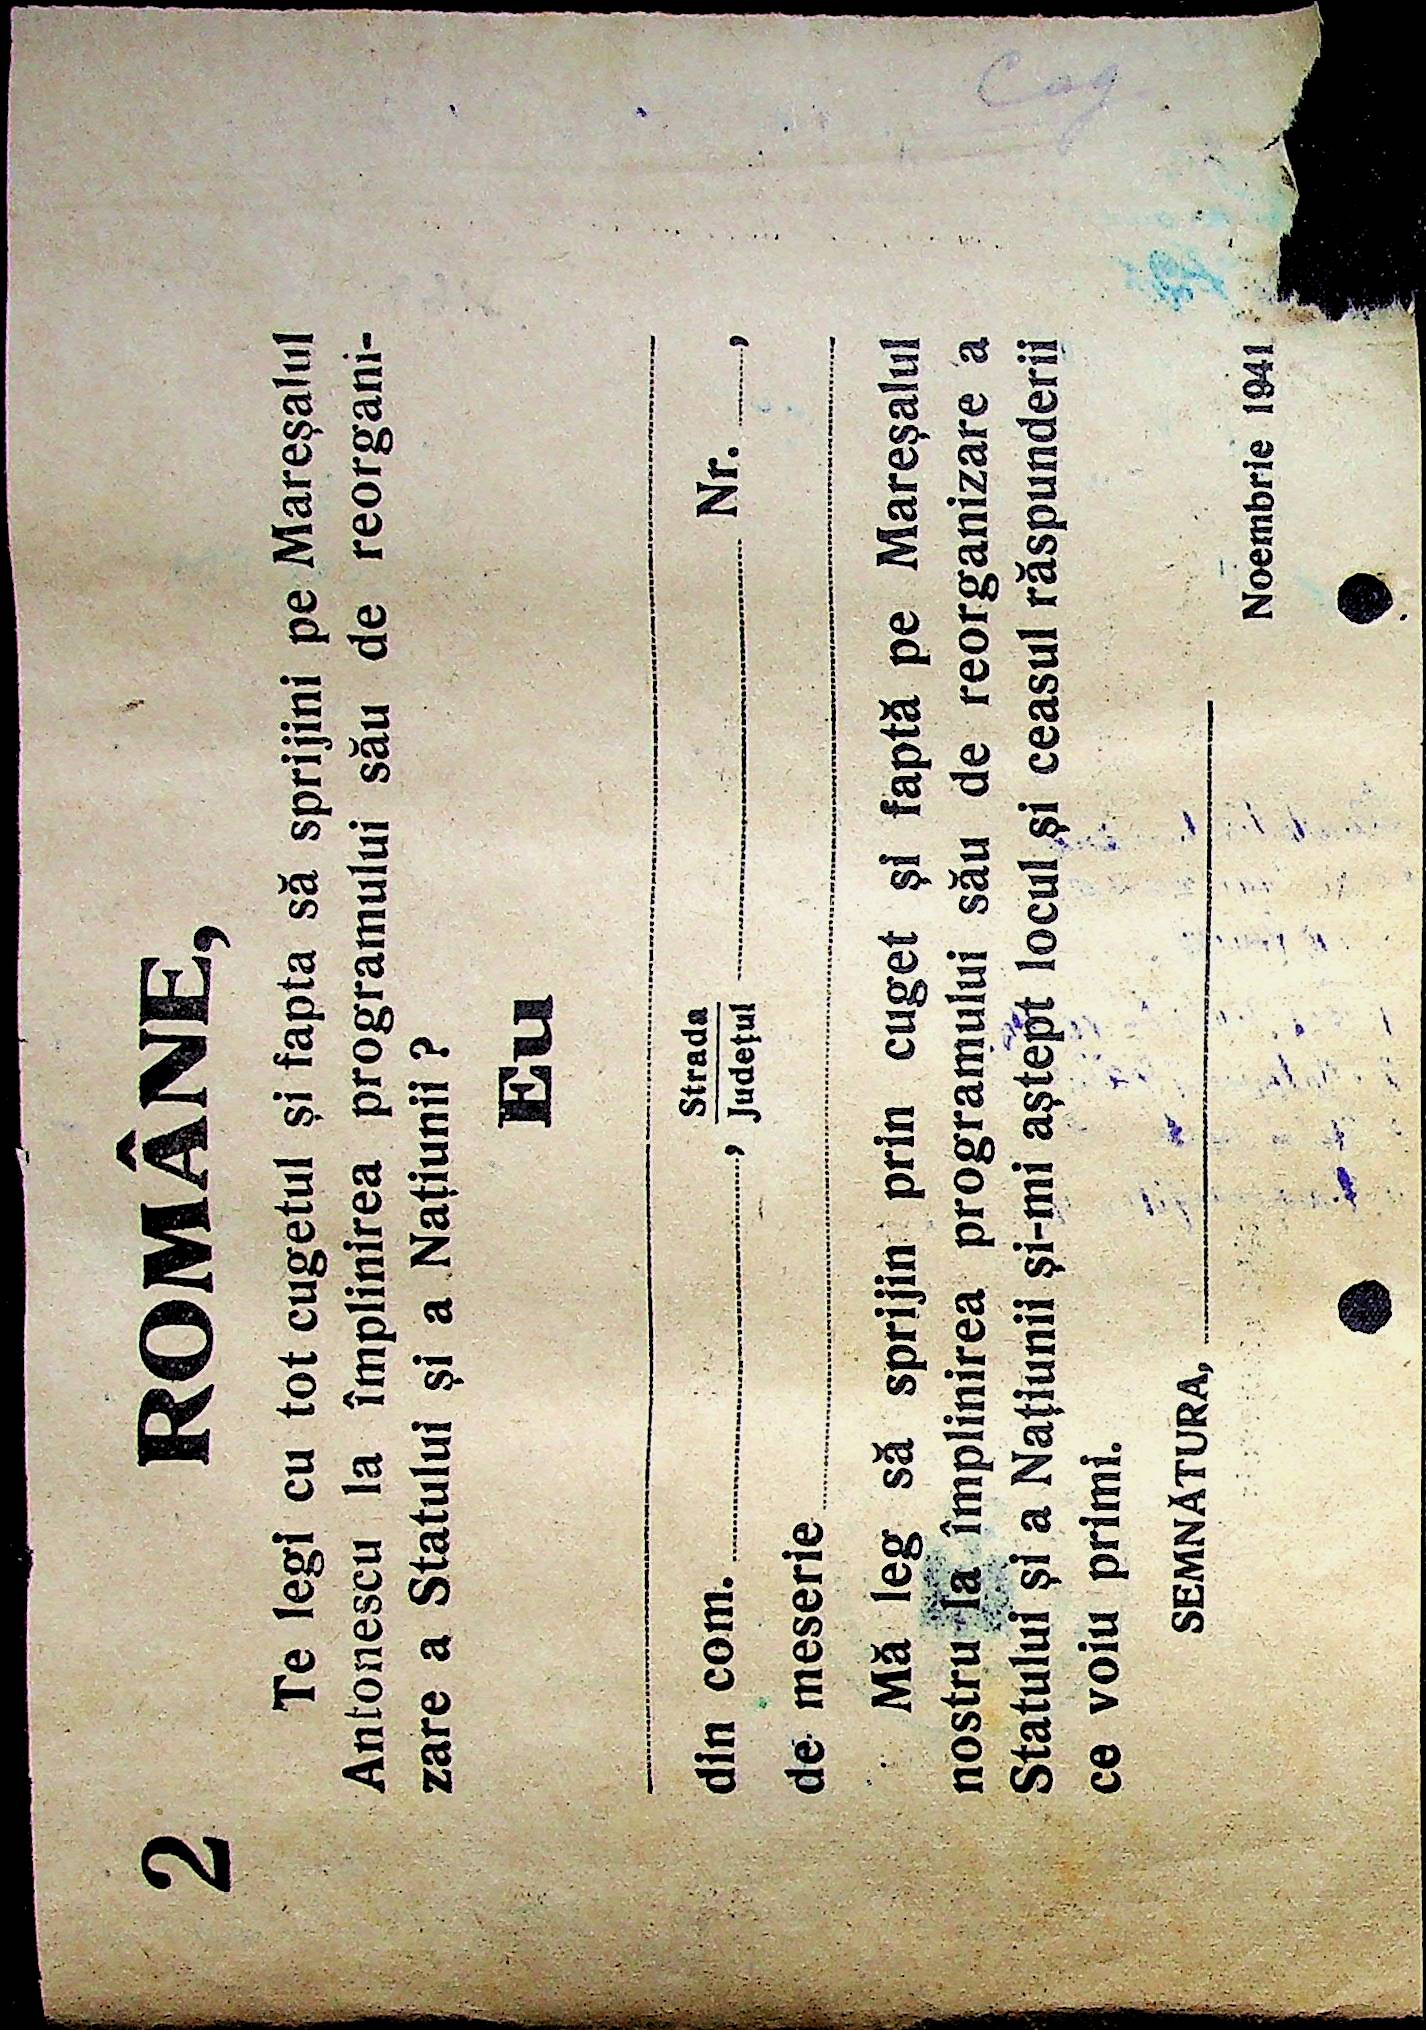 2
ROMÂNE,
Te legi cu tot cugetul și fapta să sprijini pe Mareșalul
Antonescu la împlinirea programului său de reorgani-
zare a Statului și a Națiunii ?
Eu
din com. , Strada Nr. ,
Județul
de meserie
Mă leg să sprijin prin cuget și faptă pe Mareșalul
nostru la împlinirea programului său de reorganizare a
Statului și a Națiunii și-mi aștept locul și ceasul răspunderii
ce voiu primi.
SEMNĂTURA,
Noembrie 1941